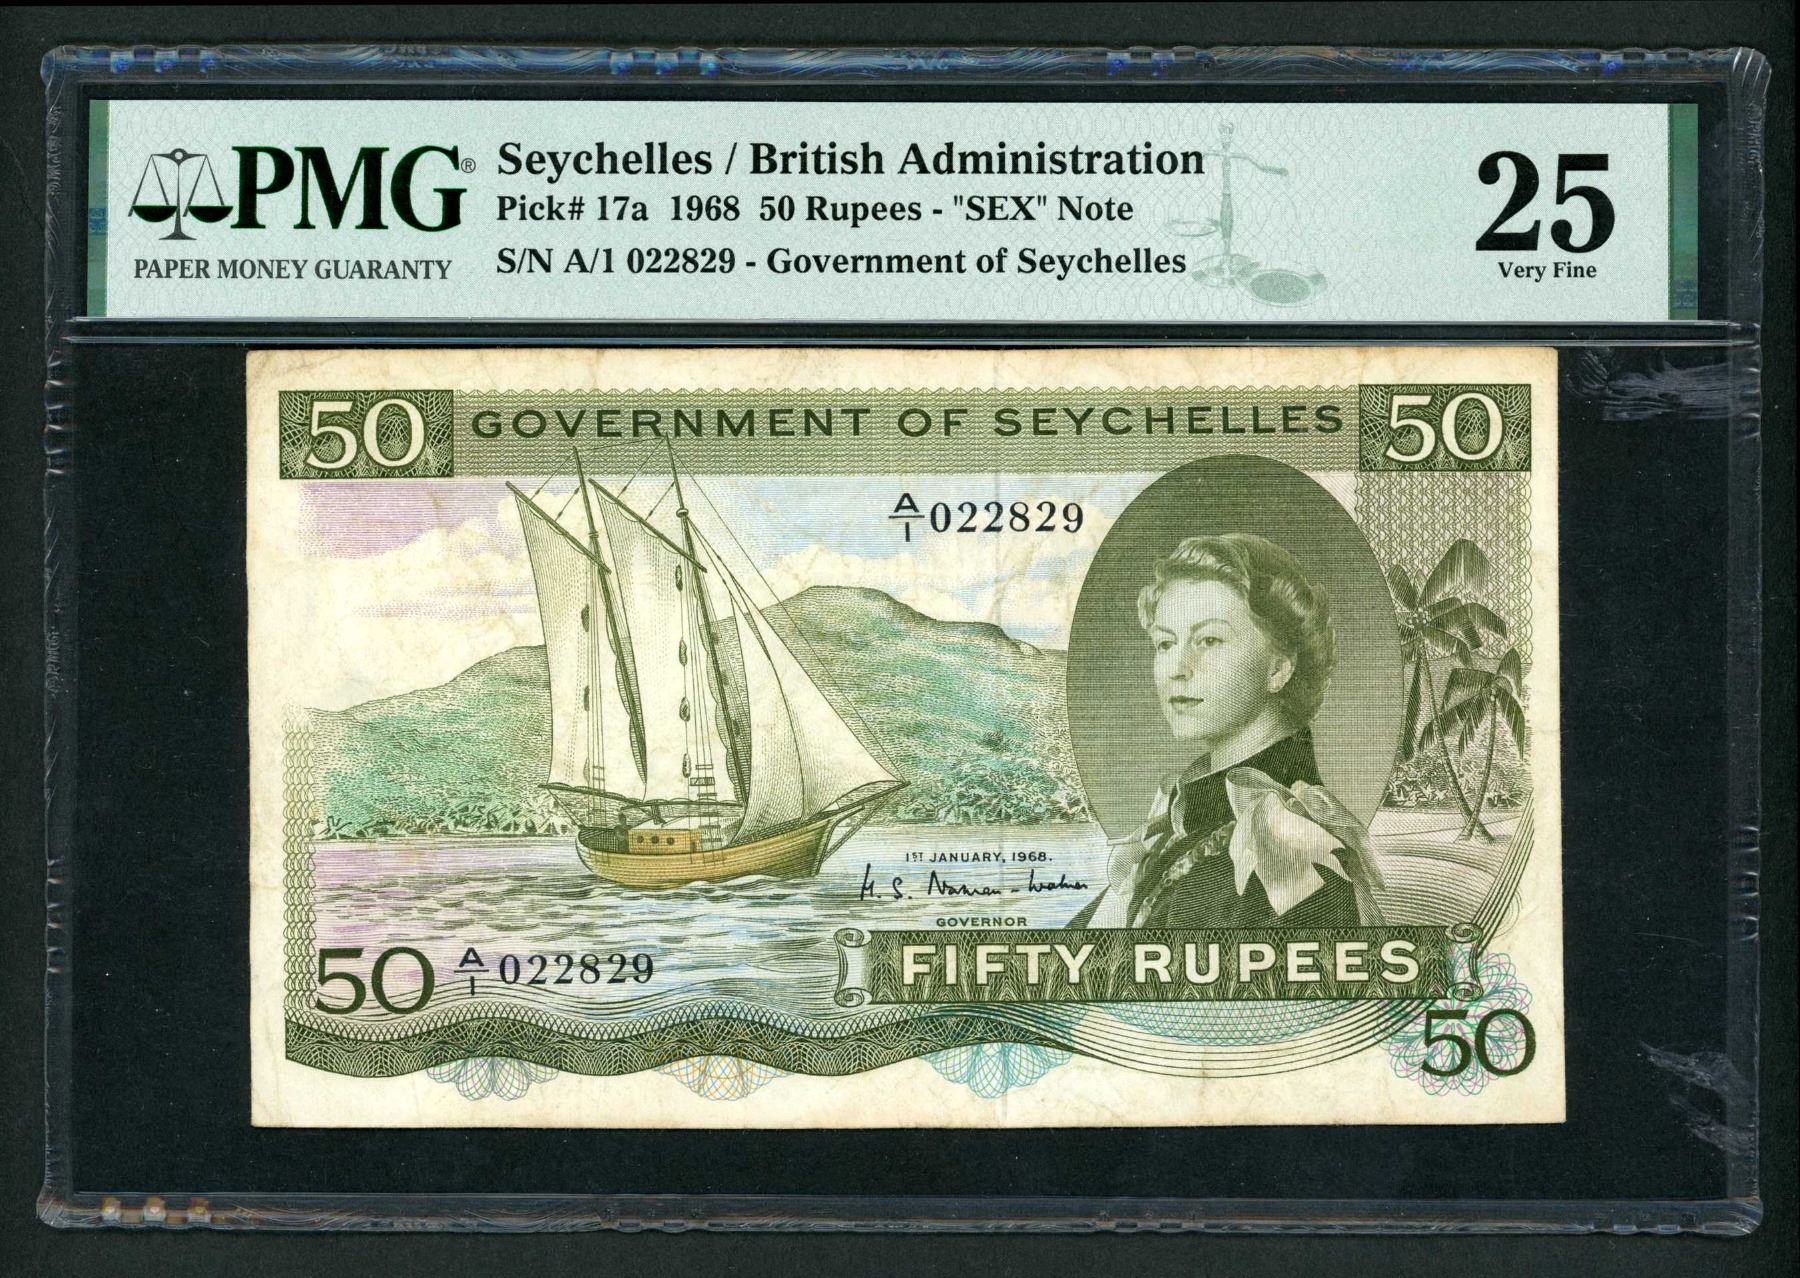 PMG®
PAPER MONEY GUARANTY
Seychelles / British Administration
Pick# 17a 1968 50 Rupees - "SEX" Note
S/N A/1 022829 - Government of Seychelles
25
Very Fine
50 GOVERNMENT OF SEYCHELLES 50
A/1 022829
1ST JANUARY, 1968.
GOVERNOR
50 A/1 022829
FIFTY RUPEES
50